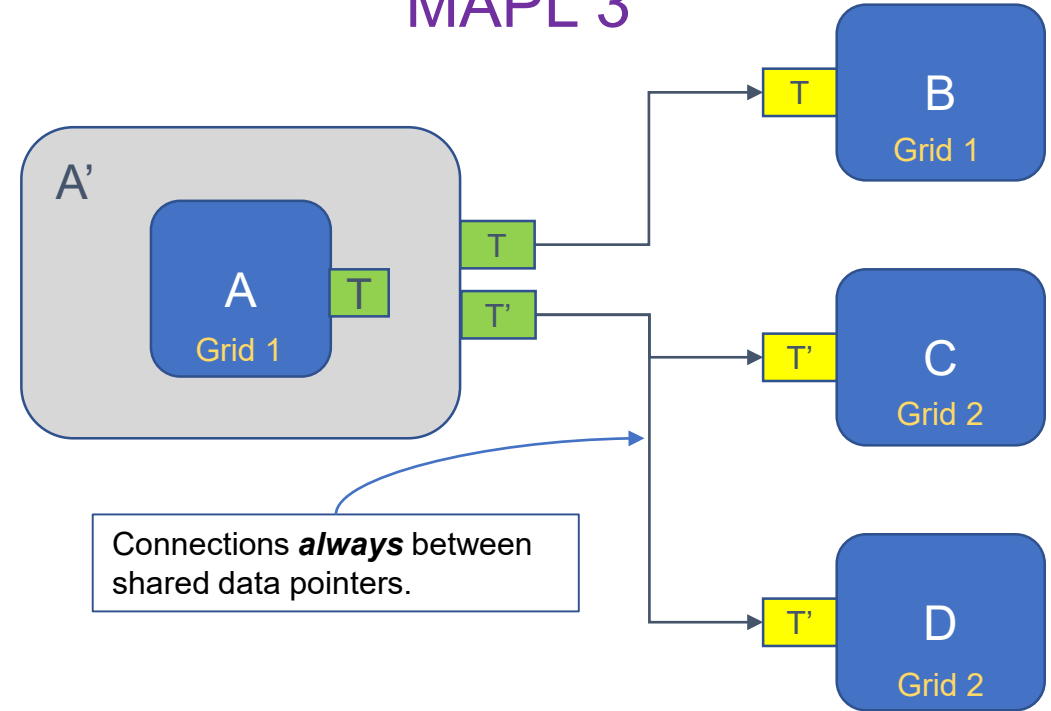 MAPL 3
A’
A
Grid 1
T
T
T’
T
B
Grid 1
T’
C
Grid 2
T’
D
Grid 2
Connections always between
shared data pointers.